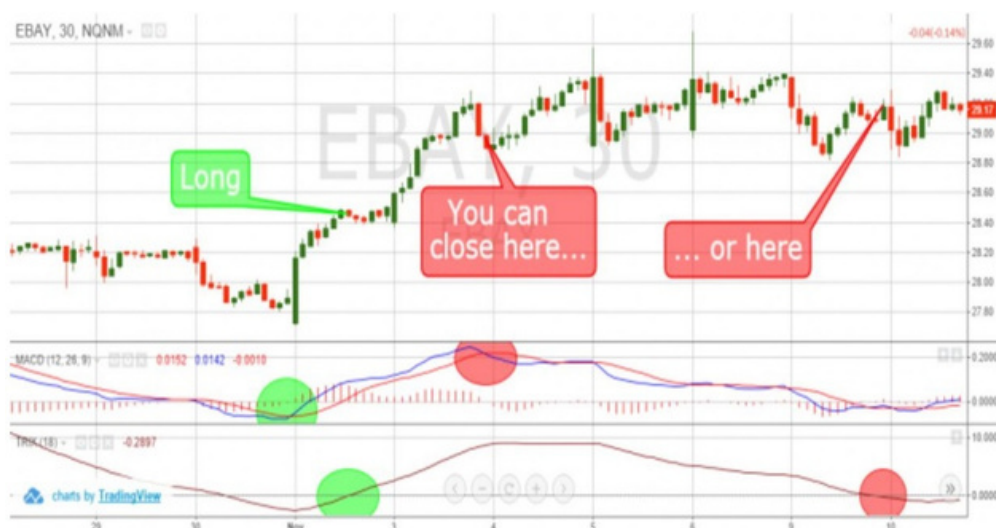 EBAY, 30, NQNM
-0.04(-0.14%)
29.60
29.40
29.17
29.00
28.80
28.60
28.40
28.20
28.00
27.80
EBAY, 30
Long
You can
close here...
... or here
MACD (12, 26, 9) 0.0152 0.0142 -0.0010
0.2000
0.0000
TRIX (18) -0.2897
10.000
0.0000
charts by TradingView
29 30 Nov 3 4 5 6 9 10